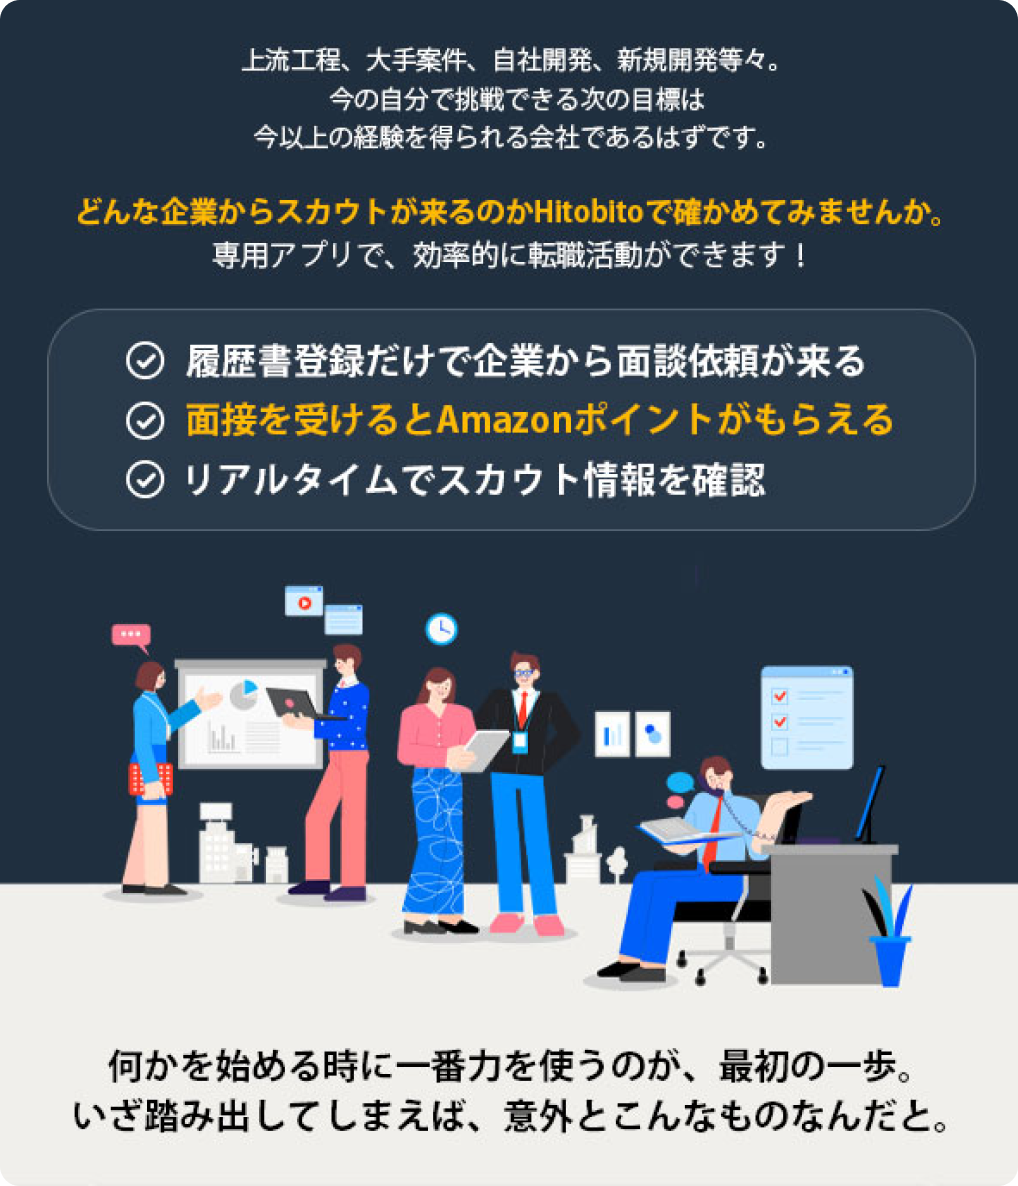 上流工程、大手案件、自社開発、新規開発等々。
今の自分で挑戦できる次の目標は
今以上の経験を得られる会社であるはずです。
どんな企業からスカウトが来るのかHitobitoで確かめてみませんか。
専用アプリで、効率的に転職活動ができます！
履歴書登録だけで企業から面談依頼が来る
面接を受けるとAmazonポイントがもらえる
リアルタイムでスカウト情報を確認
何かを始める時に一番力を使うのが、最初の一歩。
いざ踏み出してしまえば、意外とこんなものなんだと。